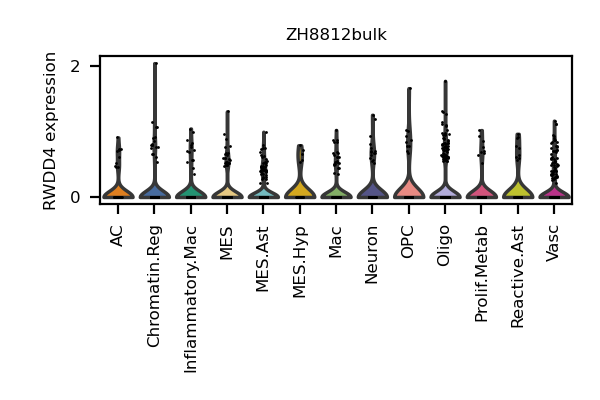 ZH8812bulk
RWDD4 expression
2
0
AC
Chromatin.Reg
Inflammatory.Mac
MES
MES.Ast
MES.Hyp
Mac
Neuron
OPC
Oligo
Prolif.Metab
Reactive.Ast
Vasc